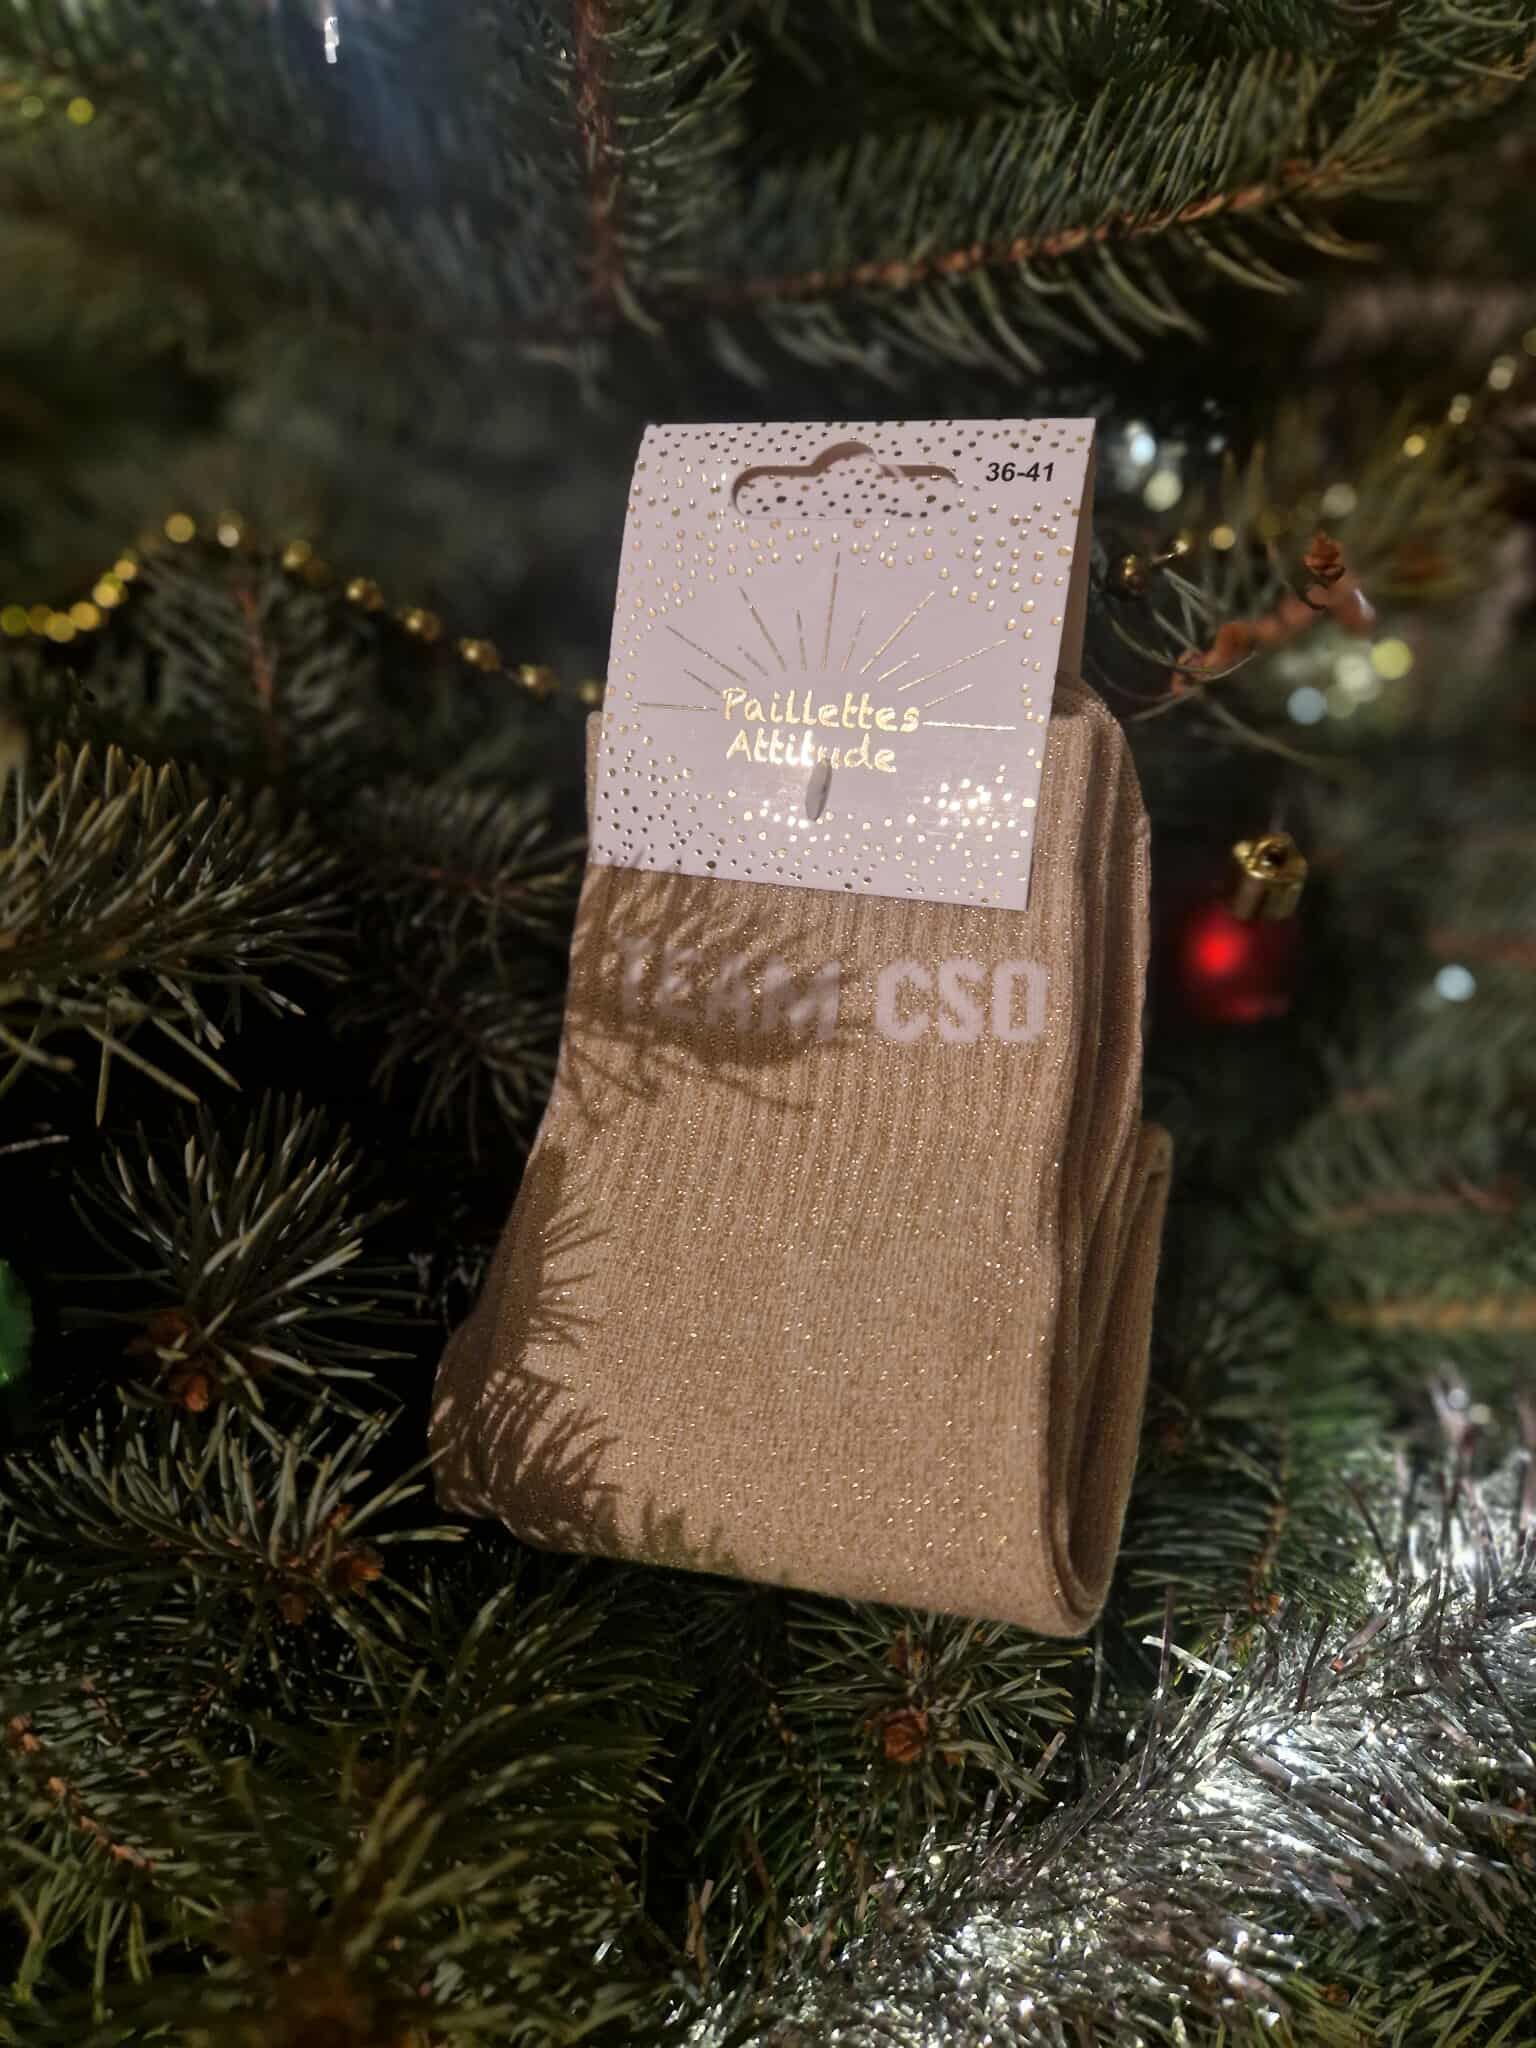 36-41
Paillettes
Attitude
TEAM CSO